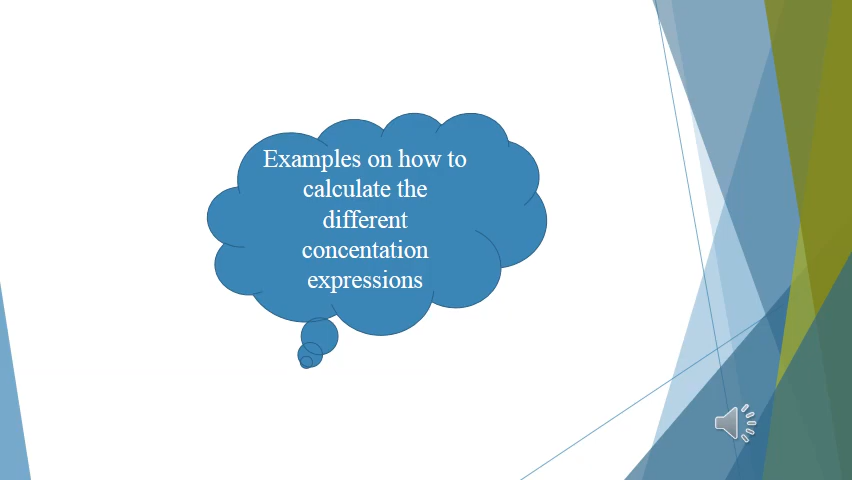 Examples on how to
calculate the
different
concentation
expressions